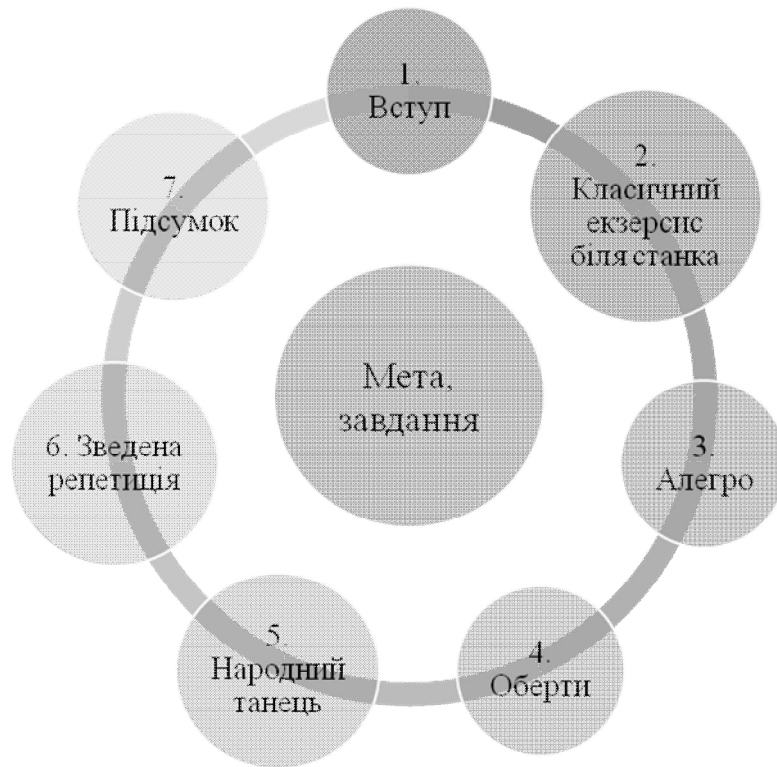 1.
Вступ
2.
Класичний
екзерсис
біля станка
3.
Алегро
4.
Оберти
5.
Народний
танець
6. Зведена
репетиція
7.
Підсумок
Мета,
завдання